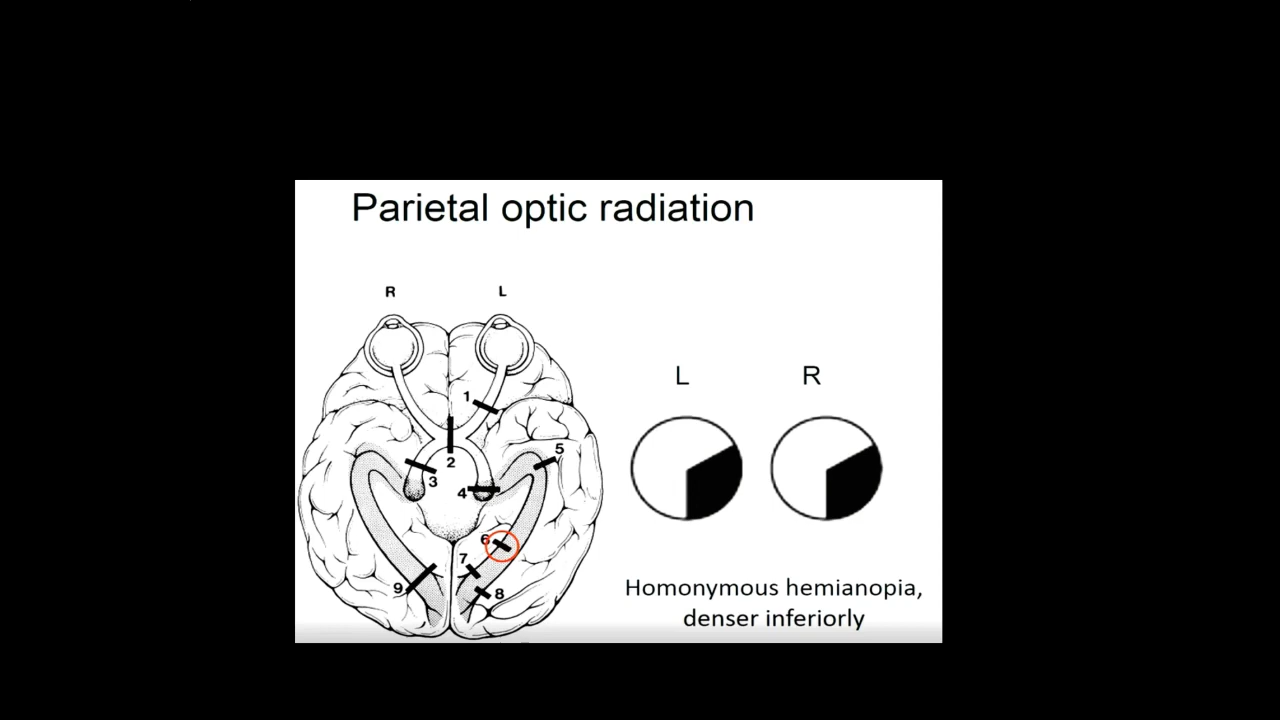 Parietal optic radiation
R L
L R
1
2
3
4
5
6
7
8
9
Homonymous hemianopia,
denser inferiorly